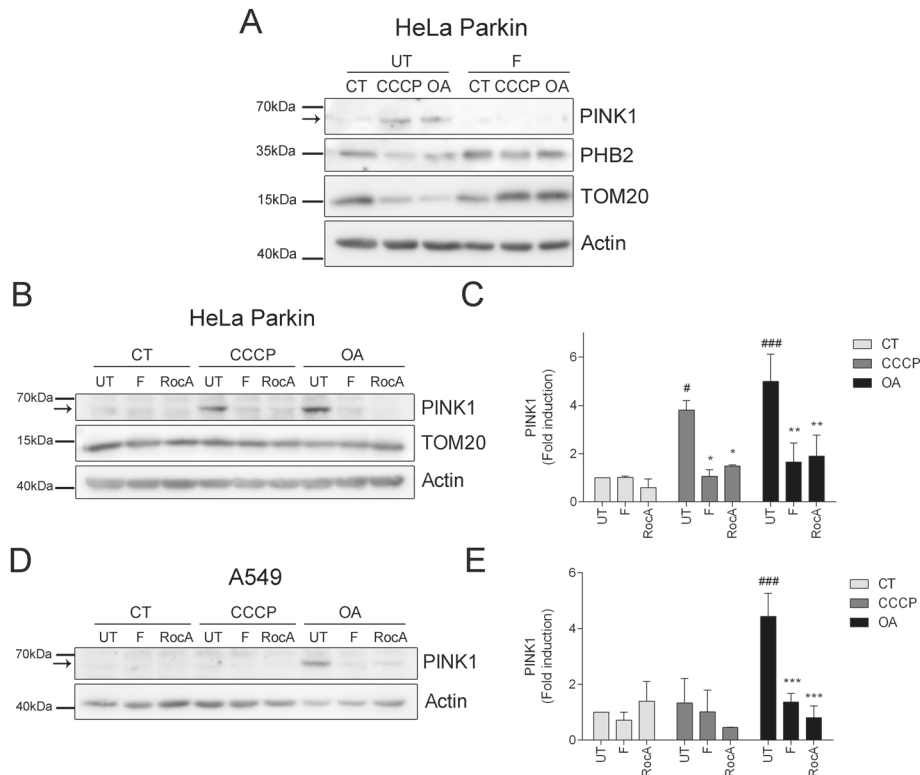 A
HeLa Parkin
UT F
CT CCCP OA CT CCCP OA
70kDa
→ PINK1
35kDa PHB2
15kDa TOM20
Actin
40kDa
B
HeLa Parkin
CT CCCP OA
UT F RocA UT F RocA UT F RocA
70kDa
→ PINK1
15kDa TOM20
40kDa Actin
C
PINK1
(Fold induction)
6
4
2
0
# ###
* * ** **
UT F RocA UT F RocA UT F RocA
CT
CCCP
OA
D
A549
CT CCCP OA
UT F RocA UT F RocA UT F RocA
70kDa
→ PINK1
40kDa Actin
E
PINK1
(Fold induction)
6
4
2
0
###
*** ***
UT F RocA UT F RocA UT F RocA
CT
CCCP
OA